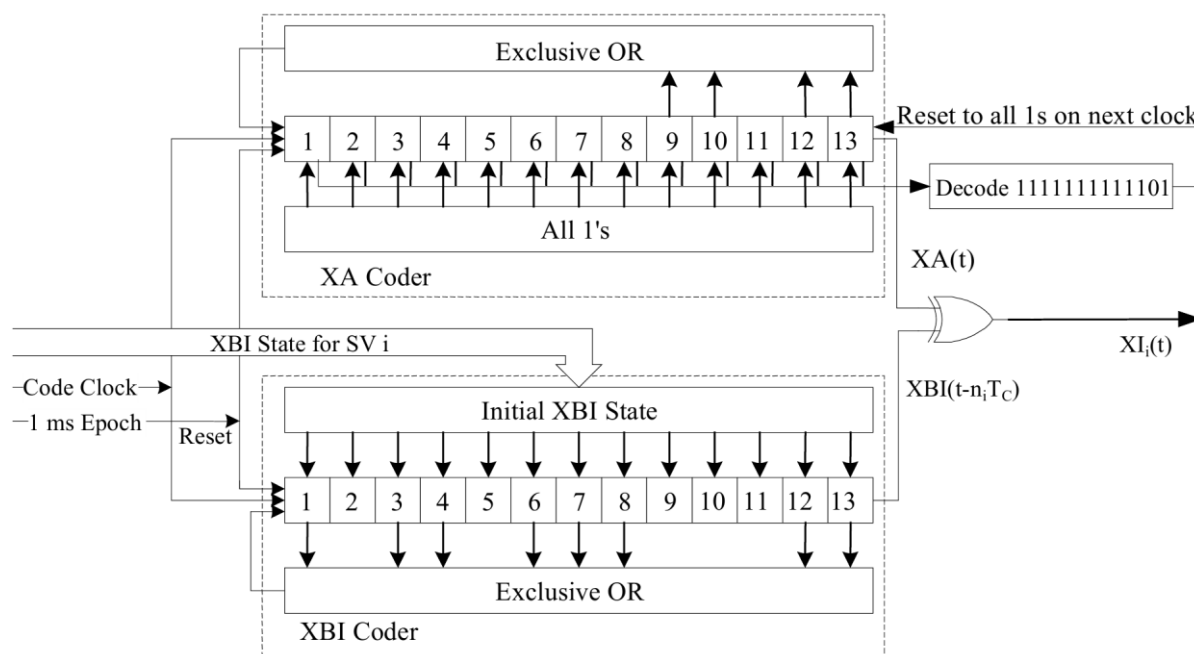 Exclusive OR
Reset to all 1s on next clock
1 2 3 4 5 6 7 8 9 10 11 12 13
Decode 1111111111101
All 1's
XA Coder
XA(t)
XBI State for SV i
XI_i(t)
Code Clock
XBI(t-n_iT_C)
1 ms Epoch
Initial XBI State
Reset
1 2 3 4 5 6 7 8 9 10 11 12 13
Exclusive OR
XBI Coder